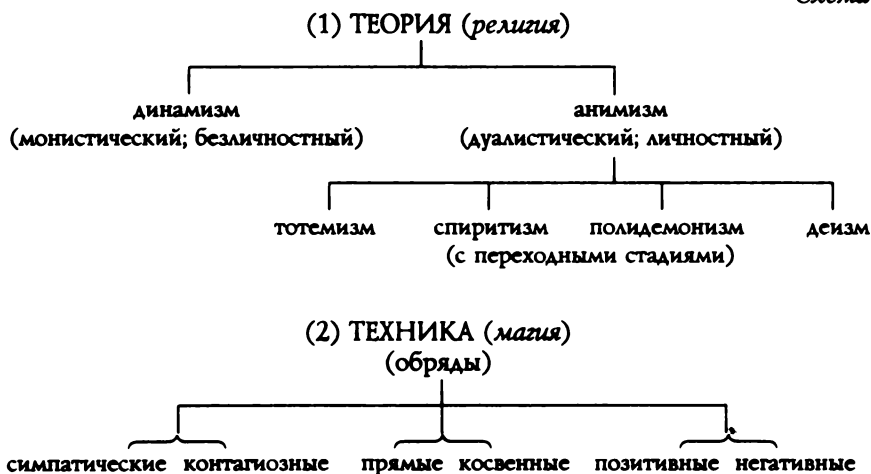 (1) ТЕОРИЯ (религия)
динамизм анимизм
(монистический; безличностный) (дуалистический; личностный)
тотемизм спиритизм полидемонизм деизм
(с переходными стадиями)
(2) ТЕХНИКА (магия)
(обряды)
симпатические контагиозные прямые косвенные позитивные негативные